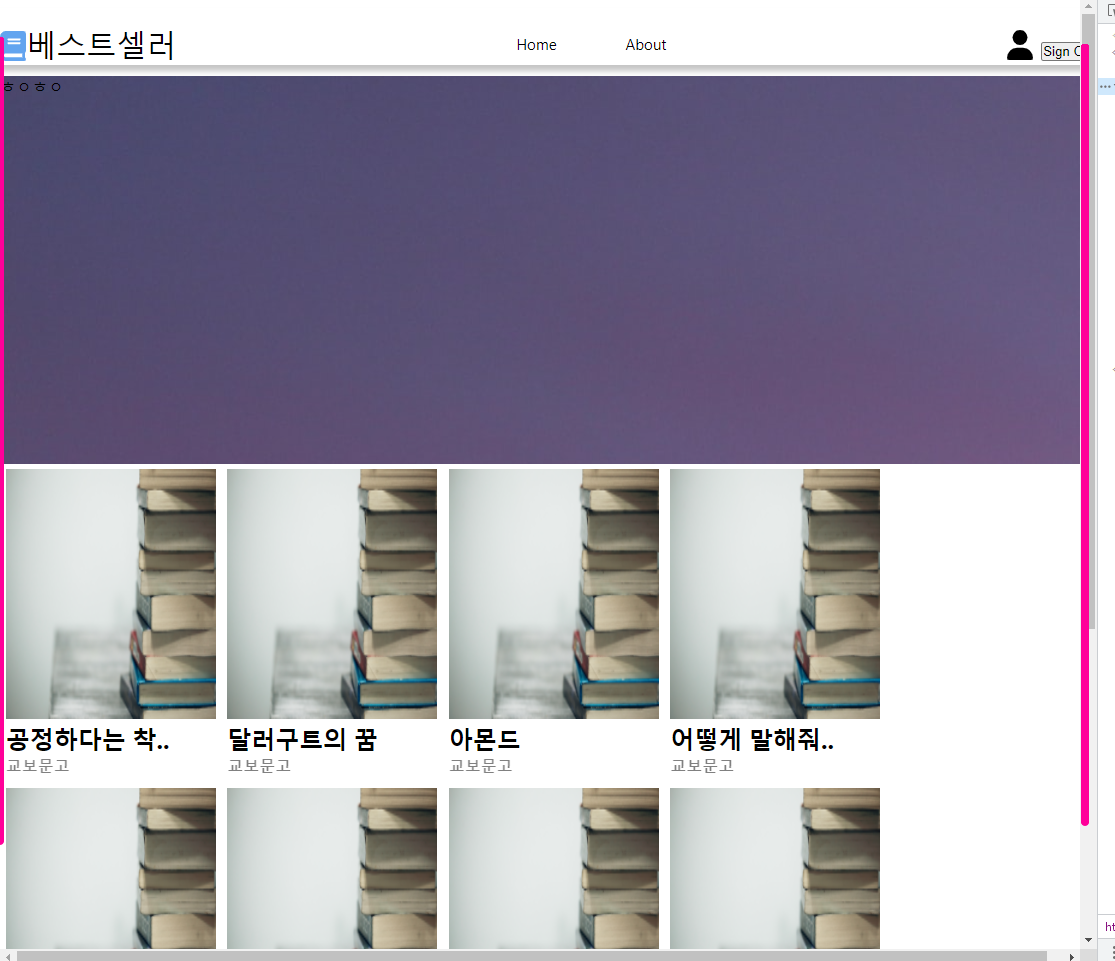 베스트셀러
Home
About
Sign
ㅎㅇㅎㅇ
공정하다는 착..
달러구트의 꿈
아몬드
어떻게 말해줘..
교보문고
교보문고
교보문고
교보문고